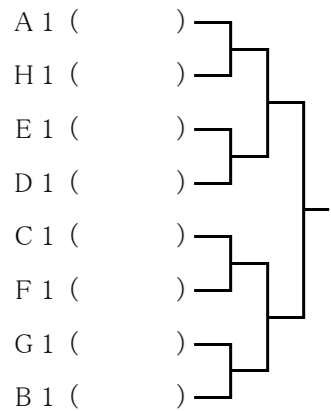 A 1 (      )
H 1 (      )
E 1 (      )
D 1 (      )
C 1 (      )
F 1 (      )
G 1 (      )
B 1 (      )